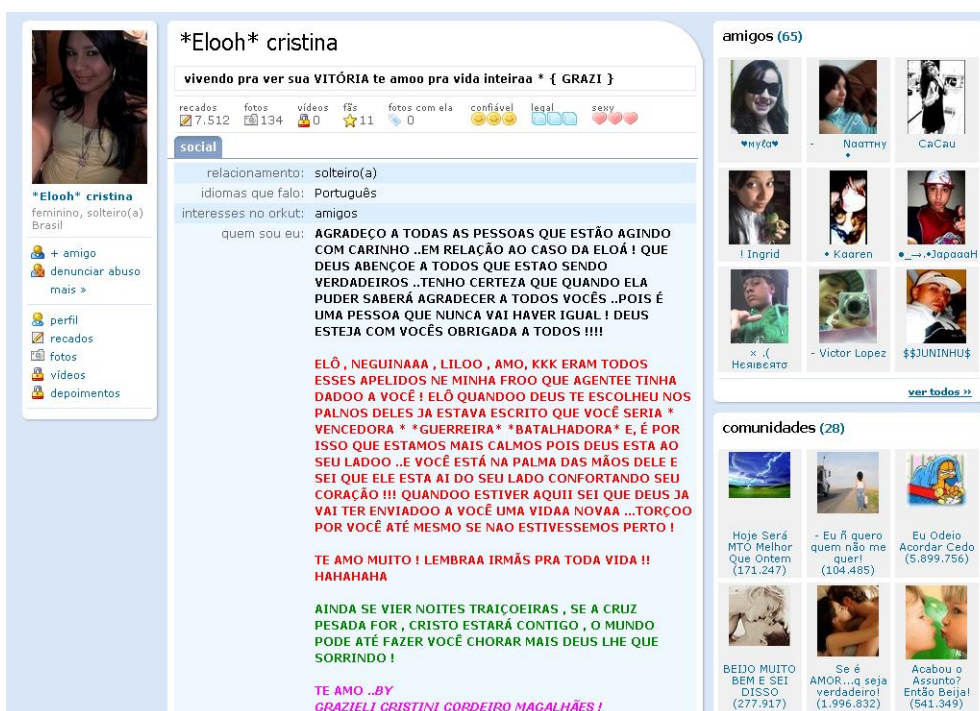 *Elooh* cristina
feminino, solteiro(a)
Brasil
+ amigo
denunciar abuso
mais »
perfil
recados
fotos
vídeos
depoimentos
*Elooh* cristina
vivendo pra ver sua VITÓRIA te amoo pra vida inteiraa * { GRAZI }
recados fotos vídeos fãs fotos com ela confiável legal sexy
7.512 134 0 11 0
social
relacionamento: solteiro(a)
idiomas que falo: Português
interesses no orkut: amigos
quem sou eu: AGRADEÇO A TODAS AS PESSOAS QUE ESTÃO AGINDO
COM CARINHO ..EM RELAÇÃO AO CASO DA ELOÁ ! QUE
DEUS ABENÇOE A TODOS QUE ESTAO SENDO
VERDADEIROS ..TENHO CERTEZA QUE QUANDO ELA
PUDER SABERÁ AGRADECER A TODOS VOCÊS ..POIS É
UMA PESSOA QUE NUNCA VAI HAVER IGUAL ! DEUS
ESTEJA COM VOCÊS OBRIGADA A TODOS !!!!
ELÔ , NEGUINAAA , LILOO , AMO, KKK ERAM TODOS
ESSES APELIDOS NE MINHA FROO QUE AGENTEE TINHA
DADOO A VOCÊ ! ELÔ QUANDOO DEUS TE ESCOLHEU NOS
PALNOS DELES JA ESTAVA ESCRITO QUE VOCÊ SERIA *
VENCEDORA * *GUERREIRA* *BATALHADORA* E, É POR
ISSO QUE ESTAMOS MAIS CALMOS POIS DEUS ESTA AO
SEU LADOO ..E VOCÊ ESTÁ NA PALMA DAS MÃOS DELE E
SEI QUE ELE ESTA AI DO SEU LADO CONFORTANDO SEU
CORAÇÃO !!! QUANDOO ESTIVER AQUII SEI QUE DEUS JA
VAI TER ENVIADOO A VOCÊ UMA VIDAA NOVAA ...TORÇOO
POR VOCÊ ATÉ MESMO SE NAO ESTIVESSEMOS PERTO !
TE AMO MUITO ! LEMBRAA IRMÃS PRA TODA VIDA !!
HAHAHAHA
AINDA SE VIER NOITES TRAIÇOEIRAS , SE A CRUZ
PESADA FOR , CRISTO ESTARÁ CONTIGO , O MUNDO
PODE ATÉ FAZER VOCÊ CHORAR MAIS DEUS LHE QUE
SORRINDO !
TE AMO ..BY
GRAZIELI CRISTINI CORDEIRO MAGALHÃES !
amigos (65)
♥мyℓα♥ - Nααттнy ♦ CaCau
! Ingrid • Kaaren •_→.•JapaaaH
× .( Heяıbeяto - Victor Lopez $$JUNINHU$
ver todos »
comunidades (28)
Hoje Será
MTO Melhor
Que Ontem
(171.247)
- Eu ñ quero
quem não me
quer!
(104.485)
Eu Odeio
Acordar Cedo
(5.899.756)
BEIJO MUITO
BEM E SEI
DISSO
(277.917)
Se é
AMOR...q seja
verdadeiro!
(1.996.832)
Acabou o
Assunto?
Então Beija!
(541.349)